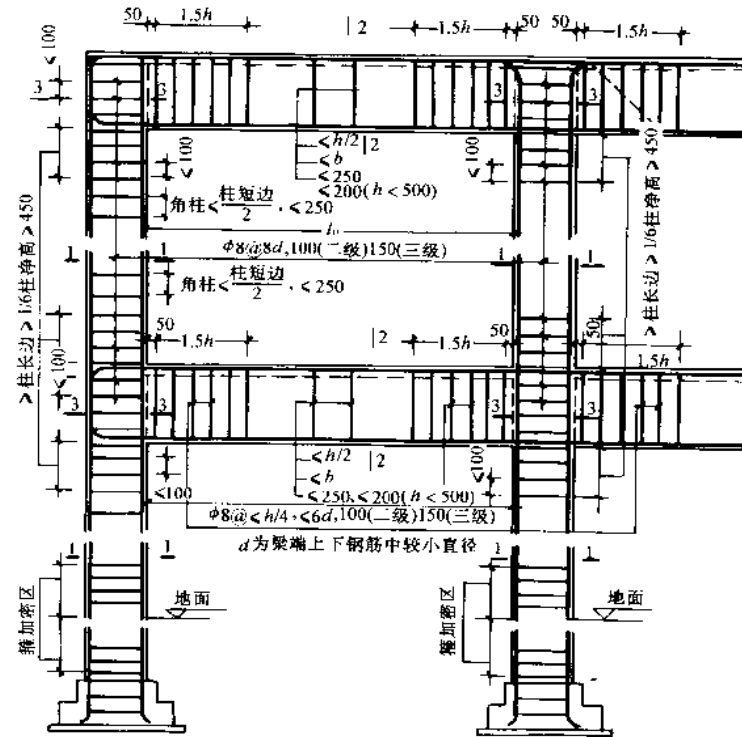 50 1.5h |2 1.5h 50 50 1.5h
≤100
3 3 3 3
≤h/2 |2
≤b
≤250
≤200(h<500)
≤100 ≤100
角柱≤柱短边/2,≤250
>柱长边>1/6柱净高>450
>柱长边>1/6柱净高>450
φ8@8d,100(二级)150(三级)
1 1 1 1
角柱≤柱短边/2,≤250
50 1.5h |2 1.5h 50 50
1.5h
≤100
3 3 3 3
≤h/2 |2
≤b
≤250,≤200(h<500)
≤100 ≤100
φ8@≤h/4,≤6d,100(二级)150(三级)
d为梁端上下钢筋中较小直径
1 1 1 1
箍加密区 地面 箍加密区 地面